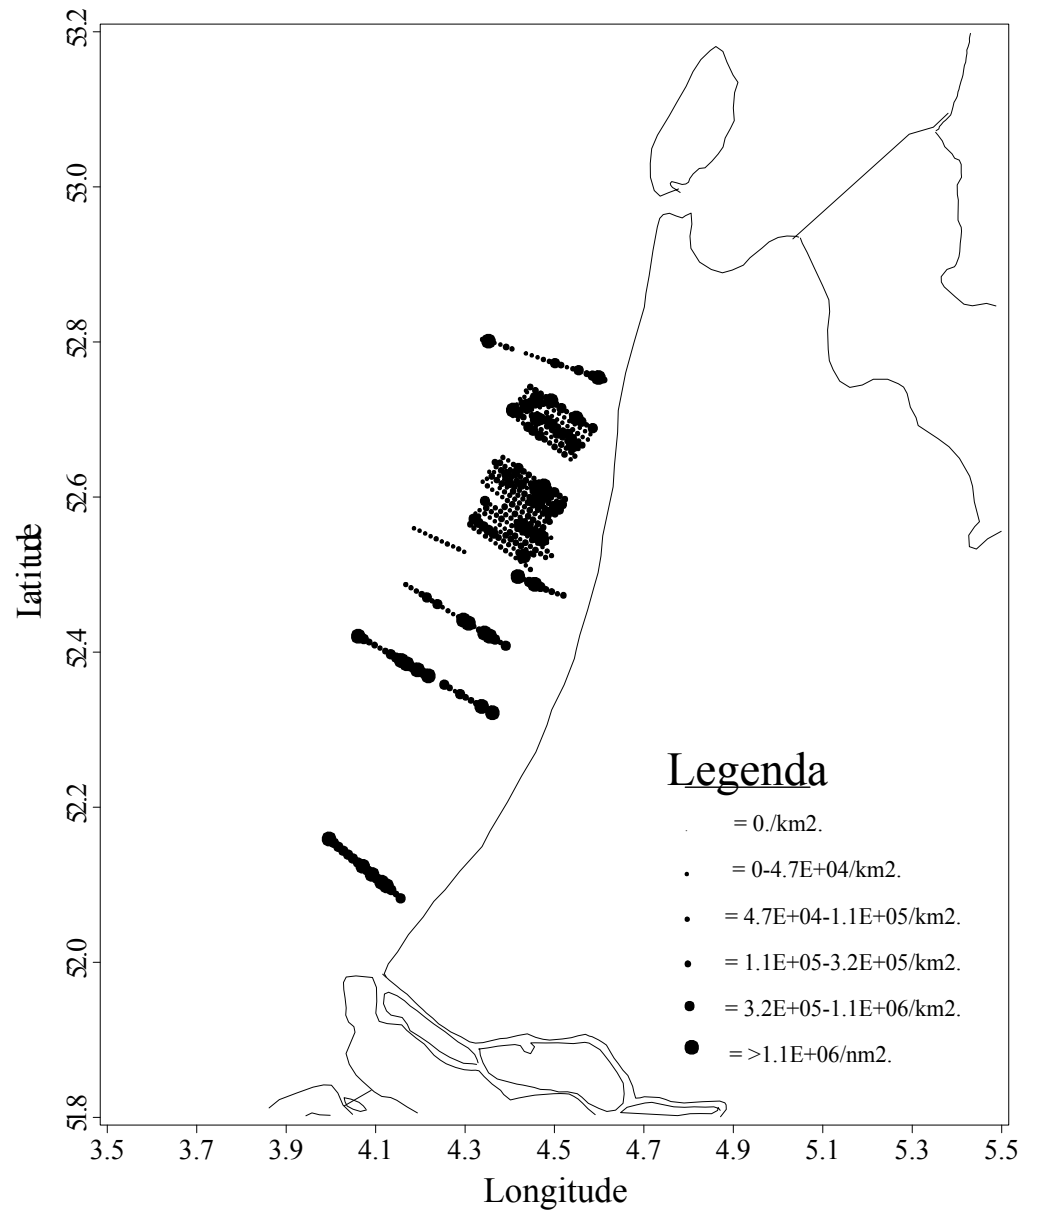 53.2
53.0
52.8
52.6
52.4
52.2
52.0
51.8
Latitude
Legenda
= 0./km2.
= 0-4.7E+04/km2.
= 4.7E+04-1.1E+05/km2.
= 1.1E+05-3.2E+05/km2.
= 3.2E+05-1.1E+06/km2.
= >1.1E+06/nm2.
3.5 3.7 3.9 4.1 4.3 4.5 4.7 4.9 5.1 5.3 5.5
Longitude